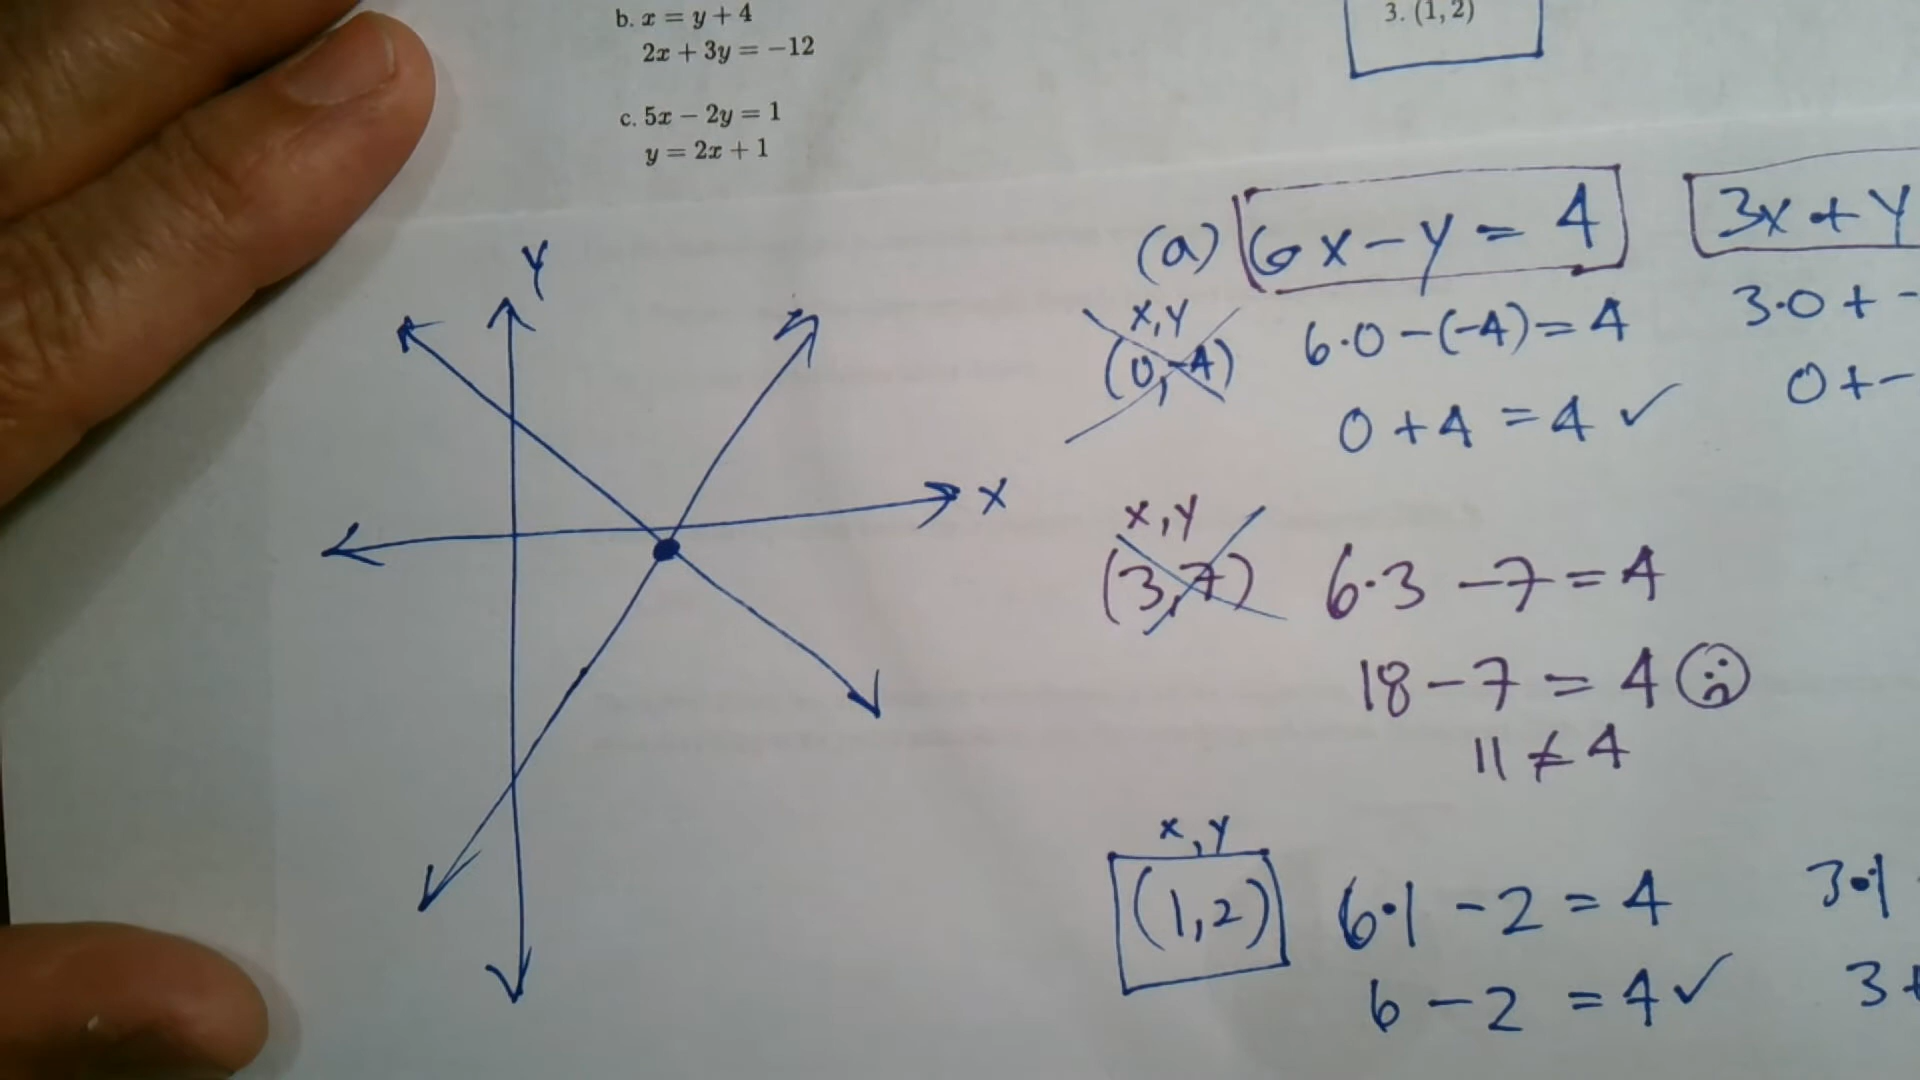 b. x = y + 4
2x + 3y = −12
c. 5x − 2y = 1
y = 2x + 1
3. (1, 2)
Y
X
(a) 6x − y = 4
3x + y
x, y
(0, −4)
6·0 − (−4) = 4
3·0 + −
0 + 4 = 4 ✓
0 + −
x, y
(3, 7)
6·3 − 7 = 4
18 − 7 = 4 ☹
11 ≠ 4
x, y
(1, 2)
6·1 − 2 = 4
3·1
6 − 2 = 4 ✓
3 +